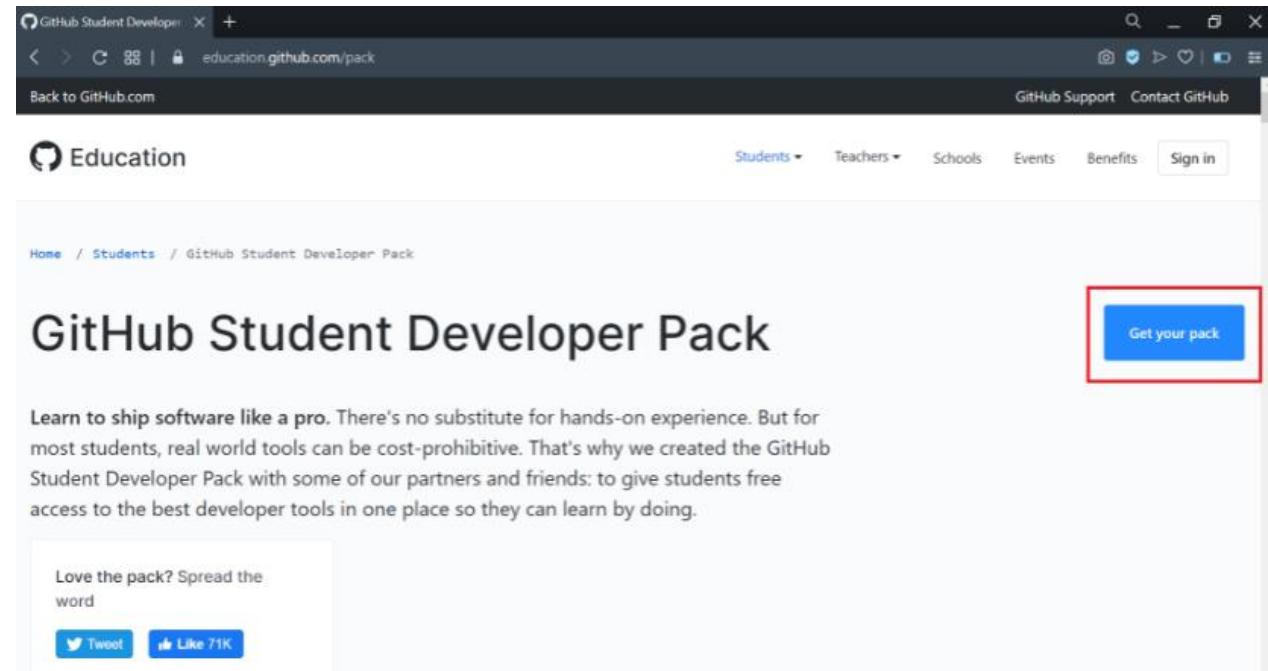 GitHub Student Developer
education.github.com/pack
Back to GitHub.com
GitHub Support Contact GitHub
Education
Students Teachers Schools Events Benefits Sign in
Home / Students / GitHub Student Developer Pack
GitHub Student Developer Pack
Get your pack
Learn to ship software like a pro. There's no substitute for hands-on experience. But for
most students, real world tools can be cost-prohibitive. That's why we created the GitHub
Student Developer Pack with some of our partners and friends: to give students free
access to the best developer tools in one place so they can learn by doing.
Love the pack? Spread the
word
Tweet Like 71K